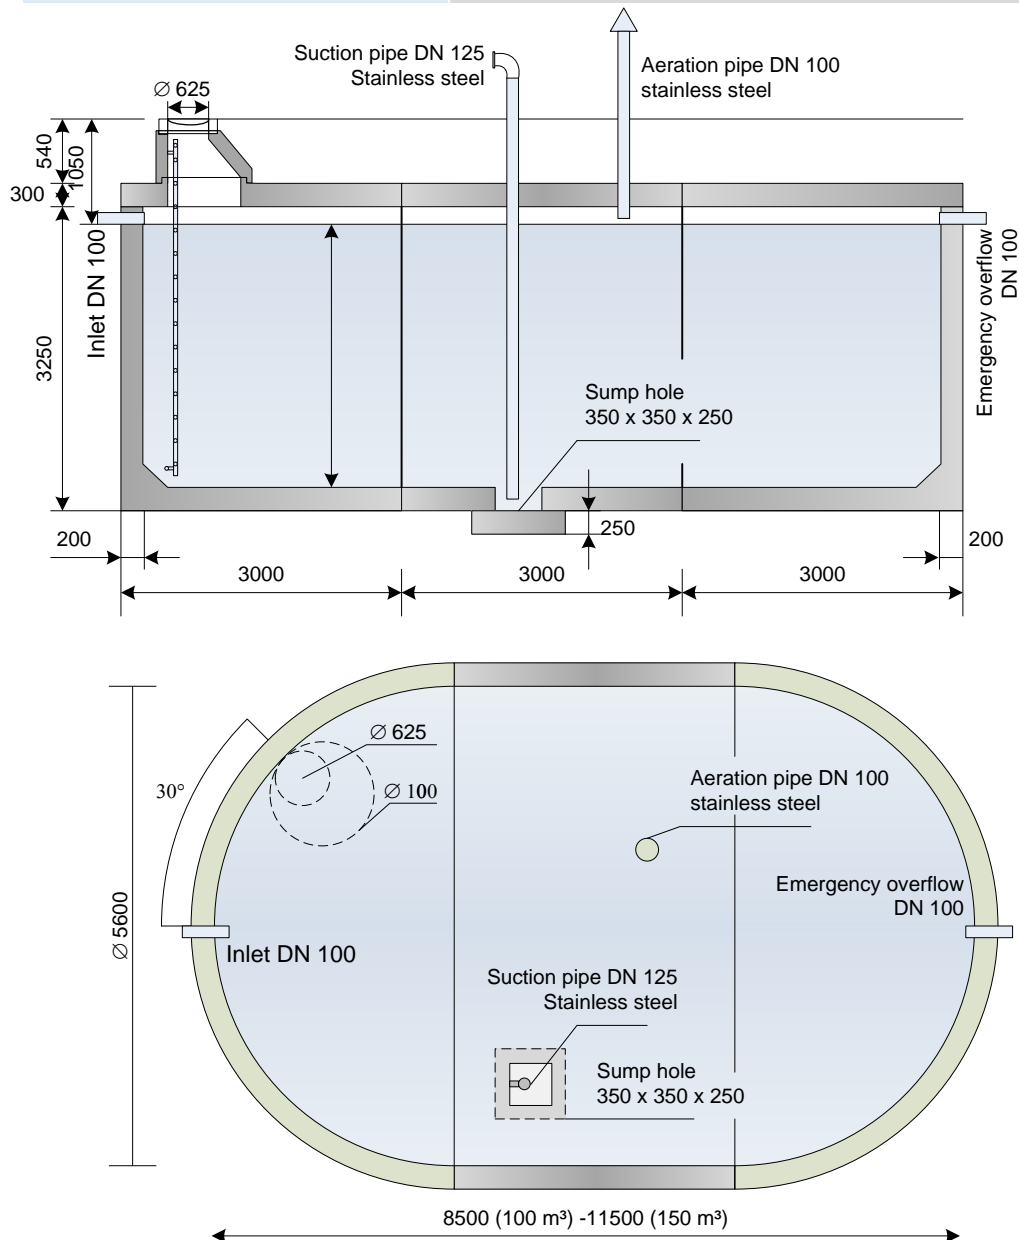 Suction pipe DN 125
Stainless steel
Aeration pipe DN 100
stainless steel
∅ 625
540
1050
300
Inlet DN 100
3250
Emergency overflow
DN 100
Sump hole
350 x 350 x 250
250
200
200
3000
3000
3000
∅ 625
∅ 100
30°
Aeration pipe DN 100
stainless steel
Emergency overflow
DN 100
∅ 5600
Inlet DN 100
Suction pipe DN 125
Stainless steel
Sump hole
350 x 350 x 250
8500 (100 m³) -11500 (150 m³)